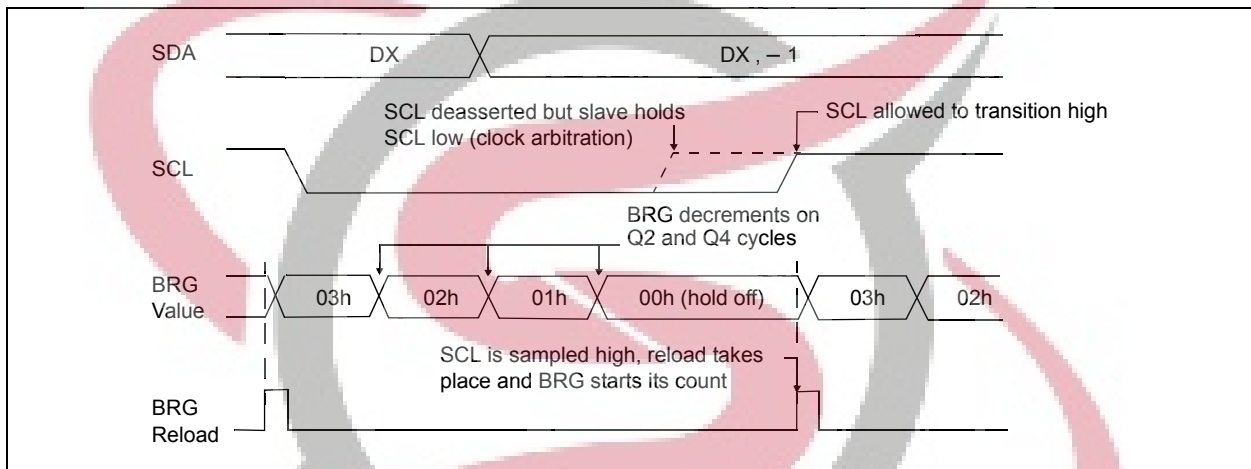 SDA
DX
DX , – 1
SCL deasserted but slave holds
SCL low (clock arbitration)
SCL allowed to transition high
SCL
BRG decrements on
Q2 and Q4 cycles
BRG
Value
03h
02h
01h
00h (hold off)
03h
02h
SCL is sampled high, reload takes
place and BRG starts its count
BRG
Reload